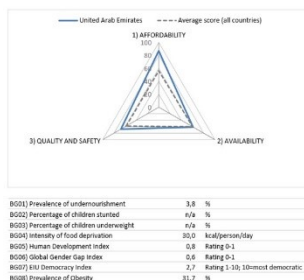 United Arab Emirates
Average score (all countries)
1) AFFORDABILITY
100
80
60
40
20
0
3) QUALITY AND SAFETY
2) AVAILABILITY
BG01) Prevalence of undernourishment 3,8 %
BG02) Percentage of children stunted n/a %
BG03) Percentage of children underweight n/a %
BG04) Intensity of food deprivation 30,0 kcal/person/day
BG05) Human Development Index 0,8 Rating 0-1
BG06) Global Gender Gap Index 0,6 Rating 0-1
BG07) EIU Democracy Index 2,7 Rating 1-10; 10=most democratic
BG08) Prevalence of Obesity 31,7 %